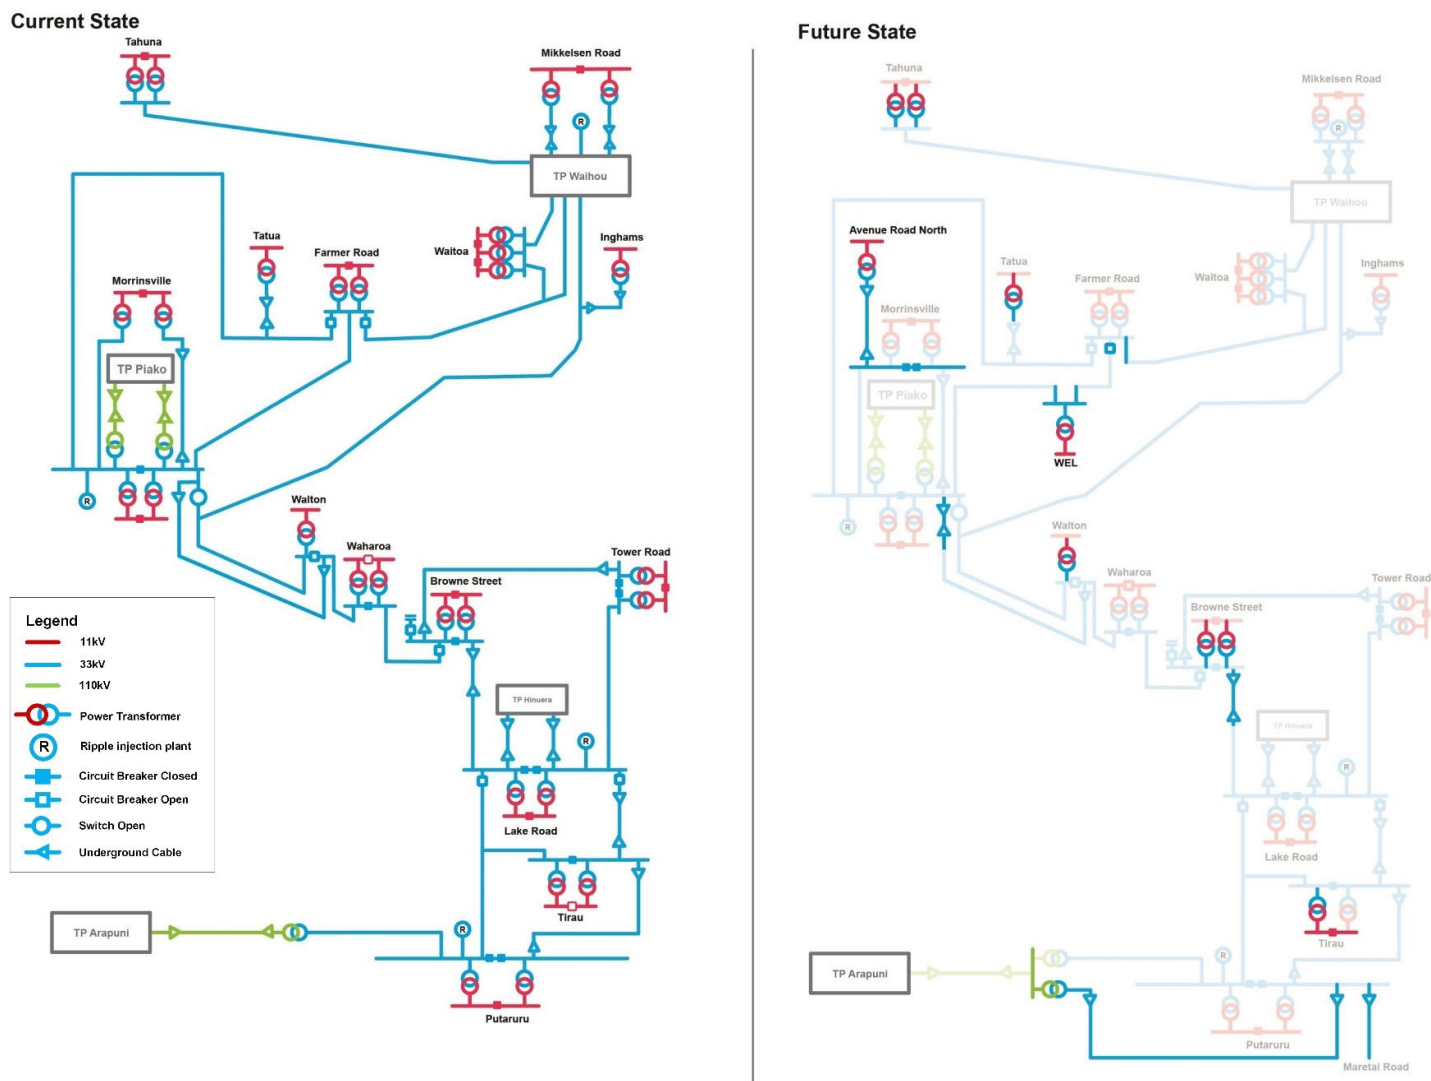 Current State
Tahuna
Mikkelsen Road
R
TP Waihou
Tatua
Farmer Road
Waitoa
Inghams
Morrinsville
TP Piako
R
Walton
Waharoa
Browne Street
Tower Road
TP Hinuera
R
Lake Road
Tirau
TP Arapuni
R
Putaruru
Legend
11kV
33kV
110kV
Power Transformer
R
Ripple injection plant
Circuit Breaker Closed
Circuit Breaker Open
Switch Open
Underground Cable
Future State
Tahuna
Mikkelsen Road
R
TP Waihou
Avenue Road North
Tatua
Farmer Road
Waitoa
Inghams
Morrinsville
TP Piako
WEL
R
Walton
Waharoa
Browne Street
Tower Road
TP Hinuera
R
Lake Road
Tirau
TP Arapuni
R
Putaruru
Maretai Road